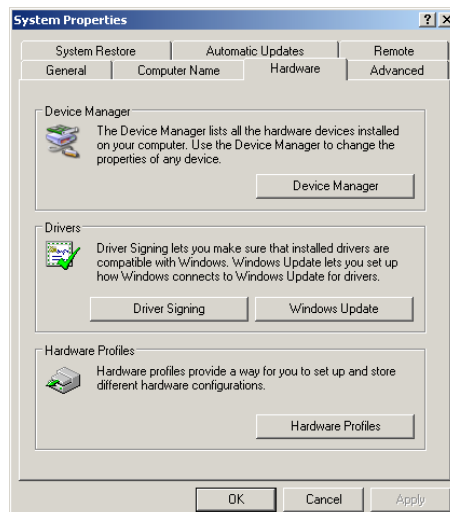 System Properties
? X
System Restore Automatic Updates Remote
General Computer Name Hardware Advanced
Device Manager
The Device Manager lists all the hardware devices installed
on your computer. Use the Device Manager to change the
properties of any device.
Device Manager
Drivers
Driver Signing lets you make sure that installed drivers are
compatible with Windows. Windows Update lets you set up
how Windows connects to Windows Update for drivers.
Driver Signing Windows Update
Hardware Profiles
Hardware profiles provide a way for you to set up and store
different hardware configurations.
Hardware Profiles
OK Cancel Apply